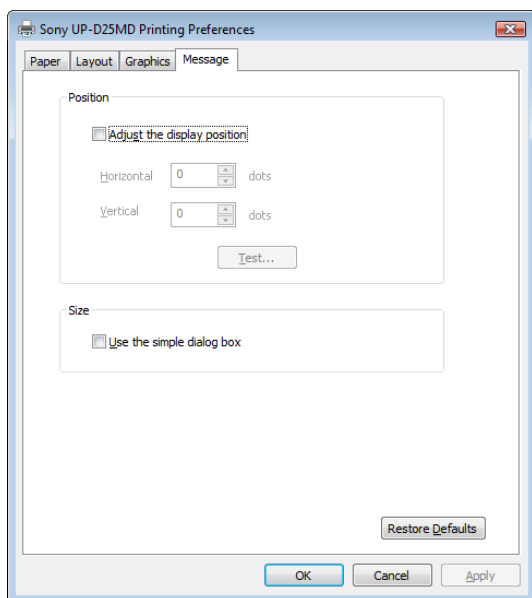 Sony UP-D25MD Printing Preferences
Paper Layout Graphics Message
Position
Adjust the display position
Horizontal 0 dots
Vertical 0 dots
Test...
Size
Use the simple dialog box
Restore Defaults
OK Cancel Apply